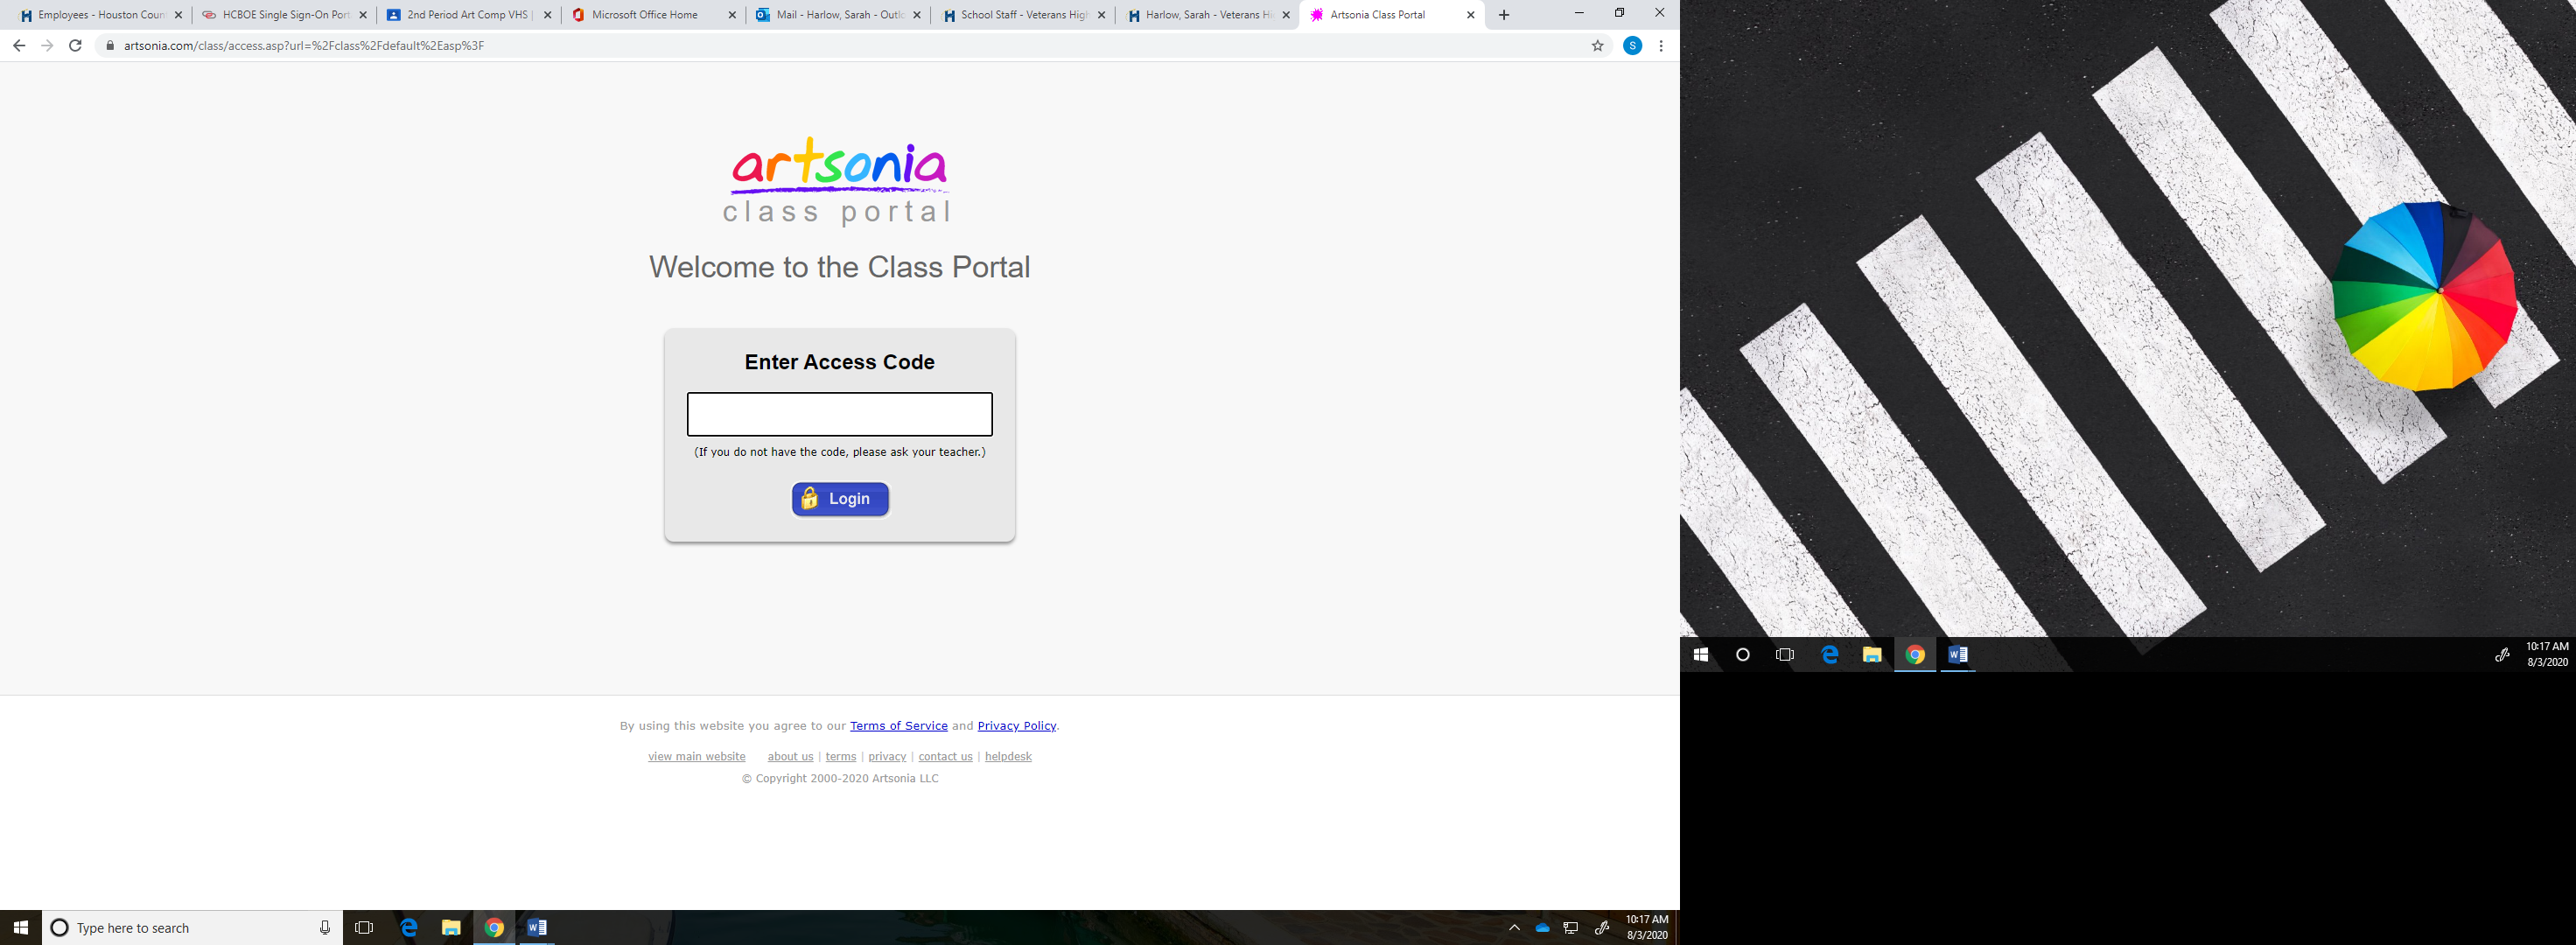 Employees - Houston Coun
HCBOE Single Sign-On Port
2nd Period Art Comp VHS |
Microsoft Office Home
Mail - Harlow, Sarah - Outlo
School Staff - Veterans High
Harlow, Sarah - Veterans Hi
Artsonia Class Portal
artsonia.com/class/access.asp?url=%2Fclass%2Fdefault%2Easp%3F
S
artsonia
class portal
Welcome to the Class Portal
Enter Access Code
(If you do not have the code, please ask your teacher.)
Login
By using this website you agree to our Terms of Service and Privacy Policy.
view main website about us | terms | privacy | contact us | helpdesk
© Copyright 2000-2020 Artsonia LLC
Type here to search
10:17 AM
8/3/2020
10:17 AM
8/3/2020